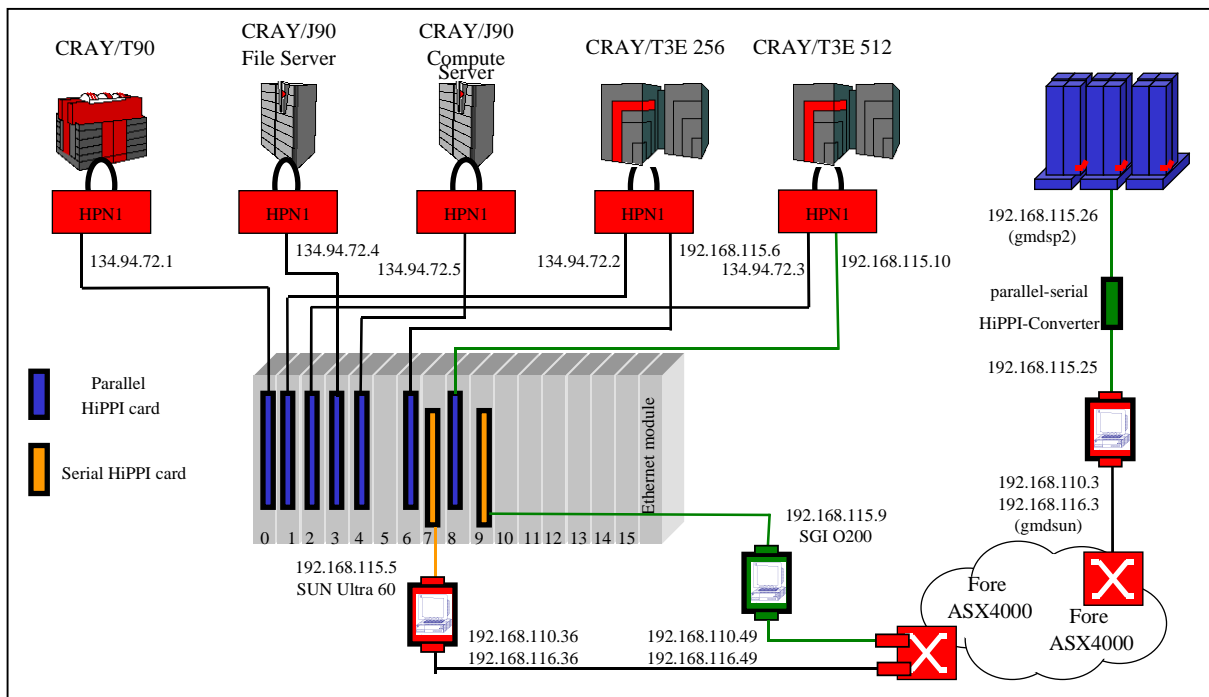 CRAY/T90
CRAY/J90
File Server
CRAY/J90
Compute
Server
CRAY/T3E 256
CRAY/T3E 512
HPN1
HPN1
HPN1
HPN1
HPN1
134.94.72.1
134.94.72.4
134.94.72.5
134.94.72.2
192.168.115.6
134.94.72.3
192.168.115.10
192.168.115.26
(gmdsp2)
parallel-serial
HiPPI-Converter
192.168.115.25
Parallel
HiPPI card
Serial HiPPI card
Ethernet module
0 1 2 3 4 5 6 7 8 9 10 11 12 13 14 15
192.168.115.5
SUN Ultra 60
192.168.115.9
SGI O200
192.168.110.3
192.168.116.3
(gmdsun)
192.168.110.36
192.168.116.36
192.168.110.49
192.168.116.49
Fore
ASX4000
Fore
ASX4000